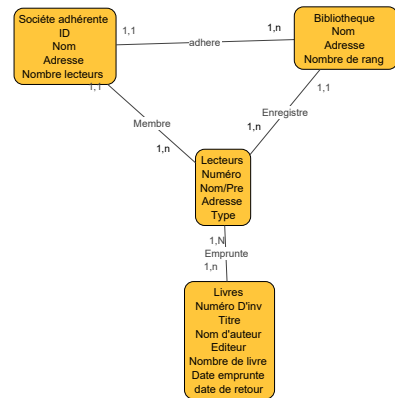 Sociéte adhérente
ID
Nom
Adresse
Nombre lecteurs
1,1
1,1
adhere
1,n
Bibliotheque
Nom
Adresse
Nombre de rang
1,1
Membre
1,n
Enregistre
1,n
Lecteurs
Numéro
Nom/Pre
Adresse
Type
1,N
Emprunte
1,n
Livres
Numéro D'inv
Titre
Nom d'auteur
Editeur
Nombre de livre
Date emprunte
date de retour